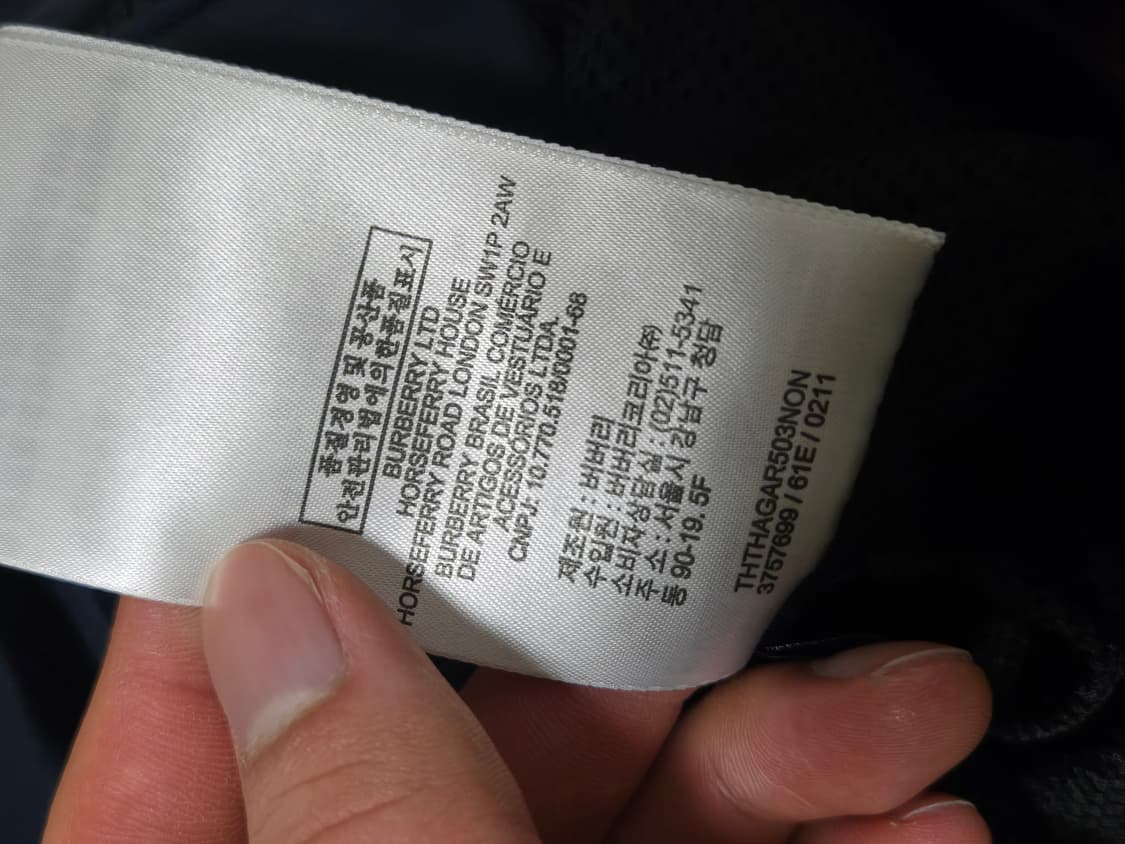 품질경영 및 공산품
안전관리법에의한품질표시
BURBERRY LTD
HORSEFERRY HOUSE
HORSEFERRY ROAD LONDON SW1P 2AW
BURBERRY BRASIL COMÉRCIO
DE ARTIGOS DE VESTUÁRIO E
ACESSÓRIOS LTDA.
CNPJ: 10.770.518/0001-68
제조원 : 버버리
수입원 : 버버리코리아㈜
소비자상담실 : (02)511-5341
주 소 : 서울시 강남구 청담
동 90-19. 5F
THTHAGAR503NON
3757699 / 61E / 0211